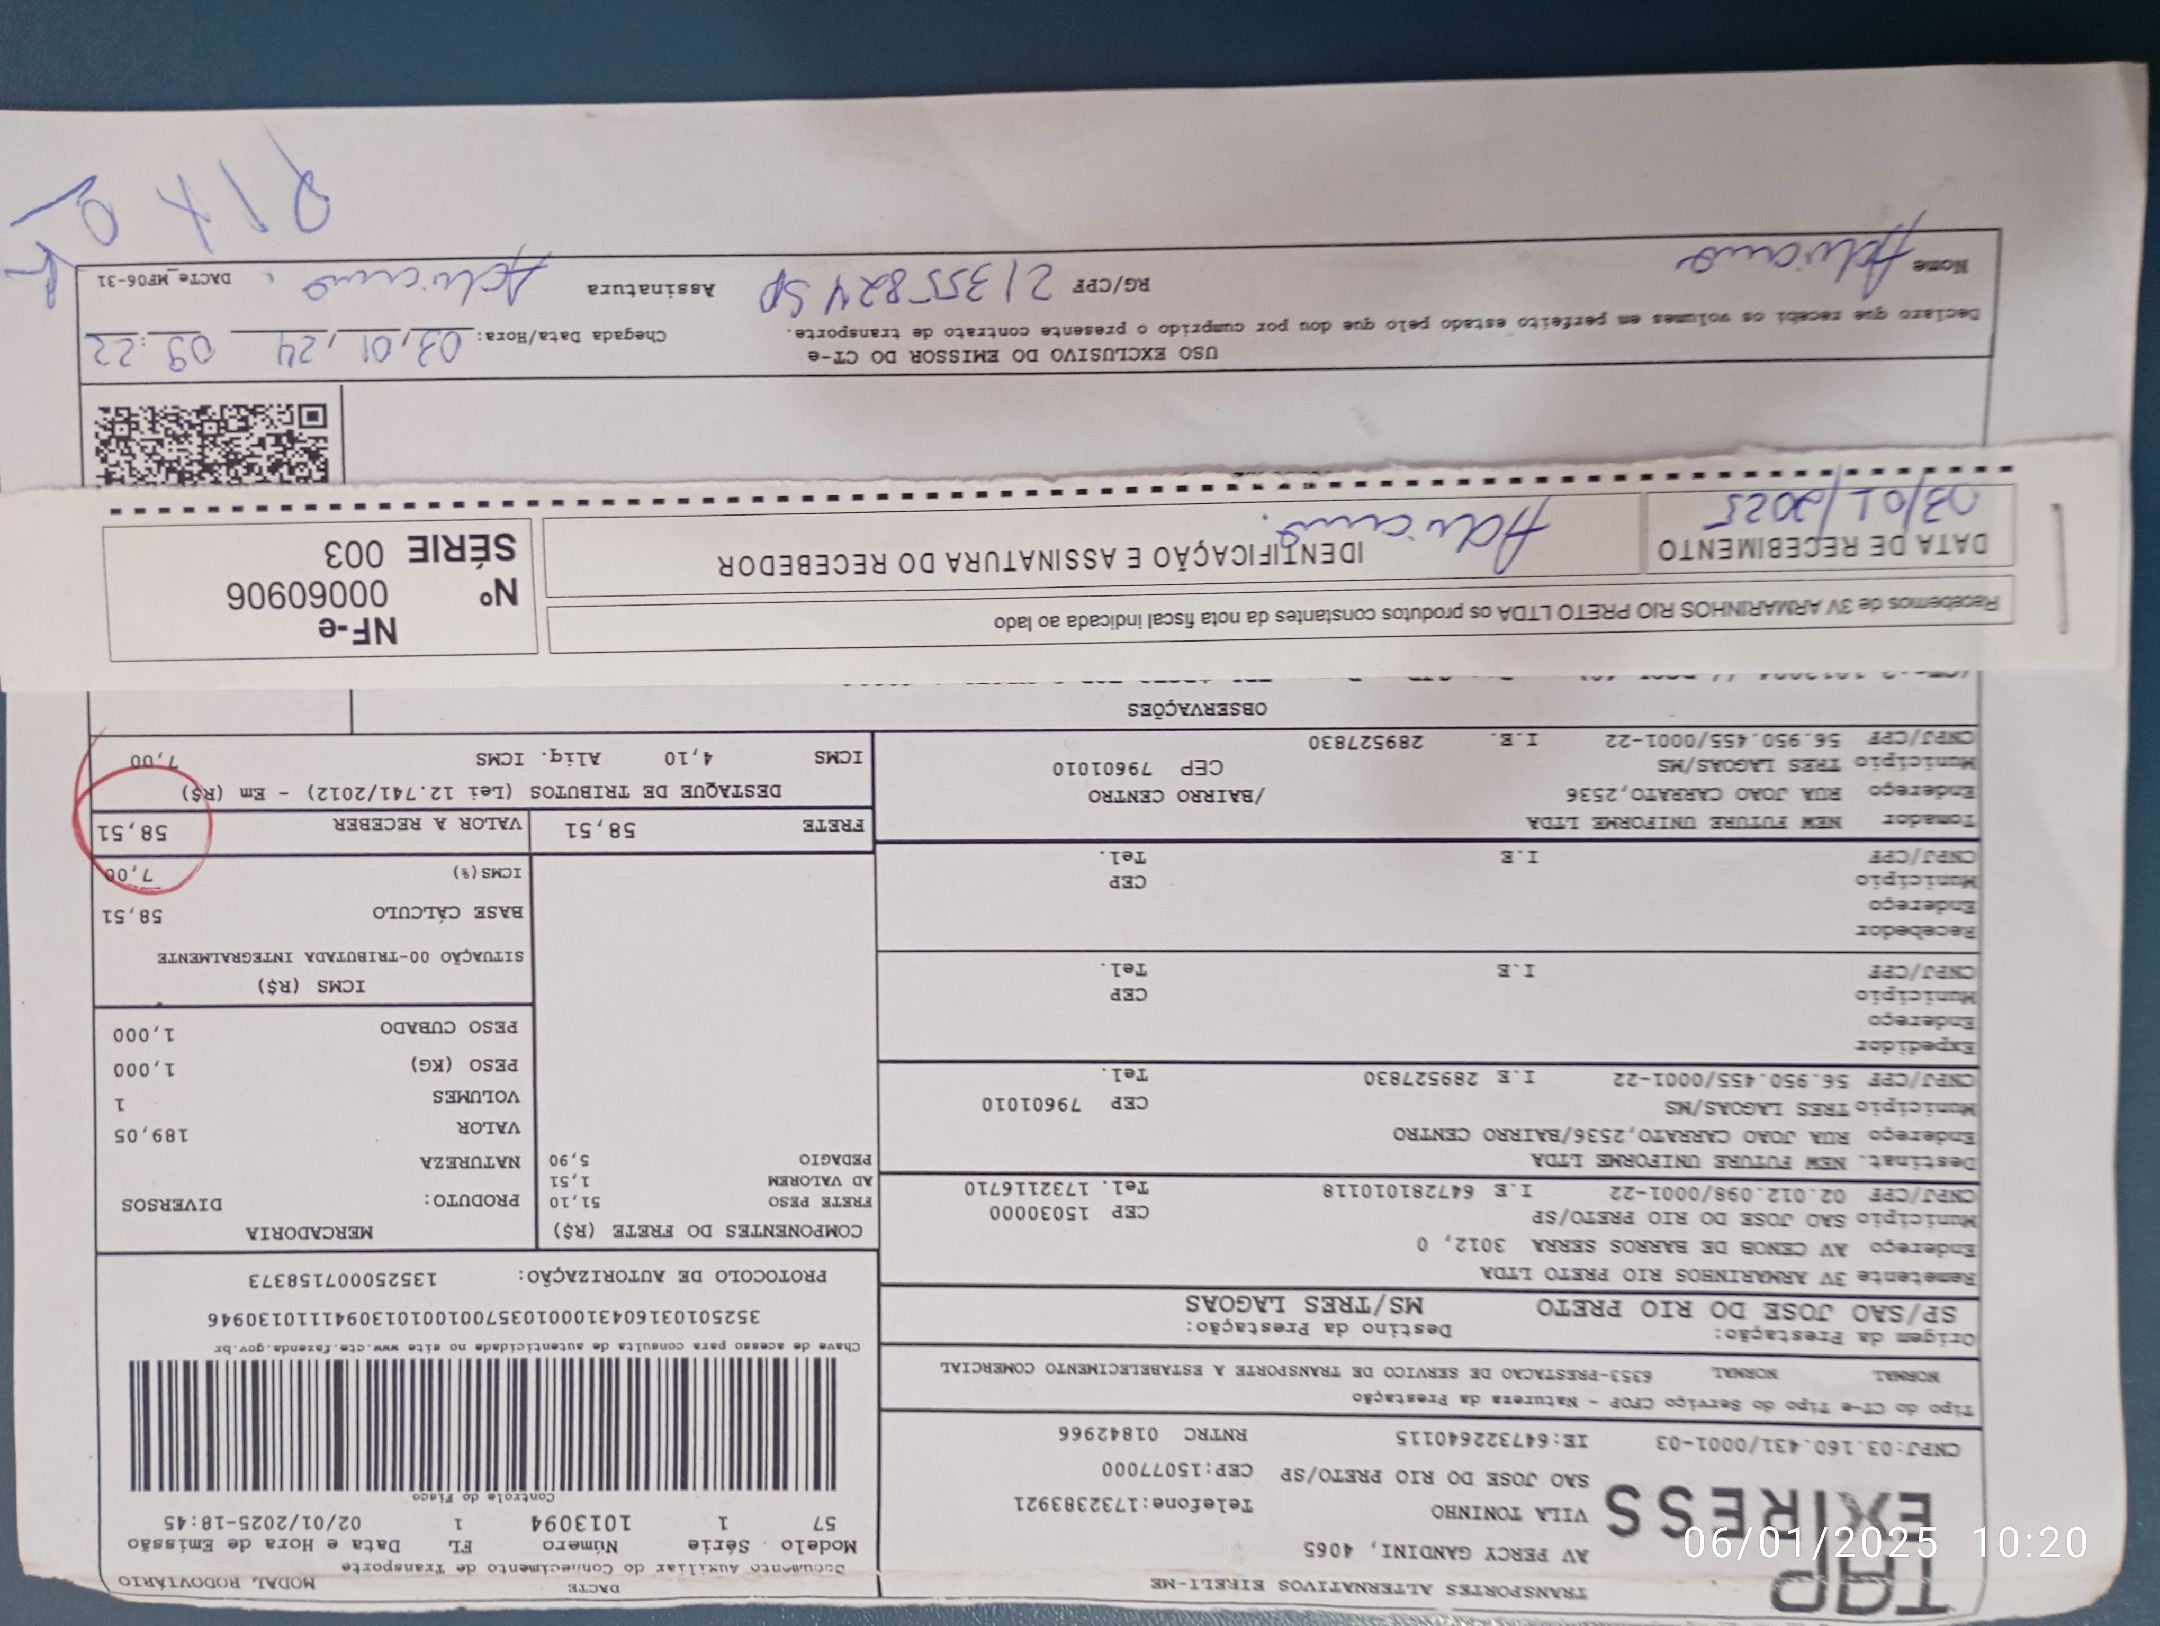 TRANSPORTES ALTERNATIVOS EIRELI-ME
TAP EXPRESS
AV PERCY GANDINI, 4065
VILA TONINHO Telefone:1732383921
SAO JOSE DO RIO PRETO/SP CEP:15077000
CNPJ:03.160.431/0001-03 IE:647322640115 RNTRC 01842966
DACTE MODAL RODOVIÁRIO
Documento Auxiliar do Conhecimento de Transporte
Modelo Série Número FL Data e Hora de Emissão
57 1 1013094 1 02/01/2025-18:45
Controle do Fisco
Chave de acesso para consulta de autenticidade no site www.cte.fazenda.gov.br
35250103160431000103570010010130941110130946
PROTOCOLO DE AUTORIZAÇÃO: 135250007158373
Tipo do CT-e Tipo do Serviço CFOP - Natureza da Prestação
NORMAL NORMAL 6353-PRESTACAO DE SERVICO DE TRANSPORTE A ESTABELECIMENTO COMERCIAL
Origem da Prestação: Destino da Prestação:
SP/SAO JOSE DO RIO PRETO MS/TRES LAGOAS
Remetente 3V ARMARINHOS RIO PRETO LTDA
Endereço AV CENOB DE BARROS SERRA 3012, 0
Município SAO JOSE DO RIO PRETO/SP CEP 15030000
CNPJ/CPF 02.012.098/0001-22 I.E 647281010118 Tel. 1732116710
Destinat. NEW FUTURE UNIFORME LTDA
Endereço RUA JOAO CARRATO,2536/BAIRRO CENTRO
Município TRES LAGOAS/MS CEP 79601010
CNPJ/CPF 56.950.455/0001-22 I.E 289527830 Tel.
Expedidor
Endereço
Município CEP
CNPJ/CPF I.E Tel.
Recebedor
Endereço
Município CEP
CNPJ/CPF I.E Tel.
Tomador NEW FUTURE UNIFORME LTDA
Endereço RUA JOAO CARRATO,2536 /BAIRRO CENTRO
Município TRES LAGOAS/MS CEP 79601010
CNPJ/CPF 56.950.455/0001-22 I.E. 289527830
COMPONENTES DO FRETE (R$)
FRETE PESO 51,10
AD VALOREM 1,51
PEDAGIO 5,90
MERCADORIA
PRODUTO: DIVERSOS
NATUREZA
VALOR 189,05
VOLUMES 1
PESO (KG) 1,000
PESO CUBADO 1,000
ICMS (R$)
SITUAÇÃO 00-TRIBUTADA INTEGRALMENTE
BASE CÁLCULO 58,51
ICMS(%) 7,00
FRETE 58,51 VALOR A RECEBER 58,51
DESTAQUE DE TRIBUTOS (Lei 12.741/2012) - Em (R$)
ICMS 4,10 Aliq. ICMS 7,00
OBSERVAÇÕES
Recebemos de 3V ARMARINHOS RIO PRETO LTDA os produtos constantes da nota fiscal indicada ao lado
NF-e
Nº 00060906
SÉRIE 003
DATA DE RECEBIMENTO IDENTIFICAÇÃO E ASSINATURA DO RECEBEDOR
03/01/2025 Adriano.
USO EXCLUSIVO DO EMISSOR DO CT-e
Declaro que recebi os volumes em perfeito estado pelo que dou por cumprido o presente contrato de transporte.
Chegada Data/Hora: 03/01/24 09:22
Nome Adriano RG/CPF 21355824 SP Assinatura Adriano.
DACTe_MF06-31
PIX
06/01/2025 10:20